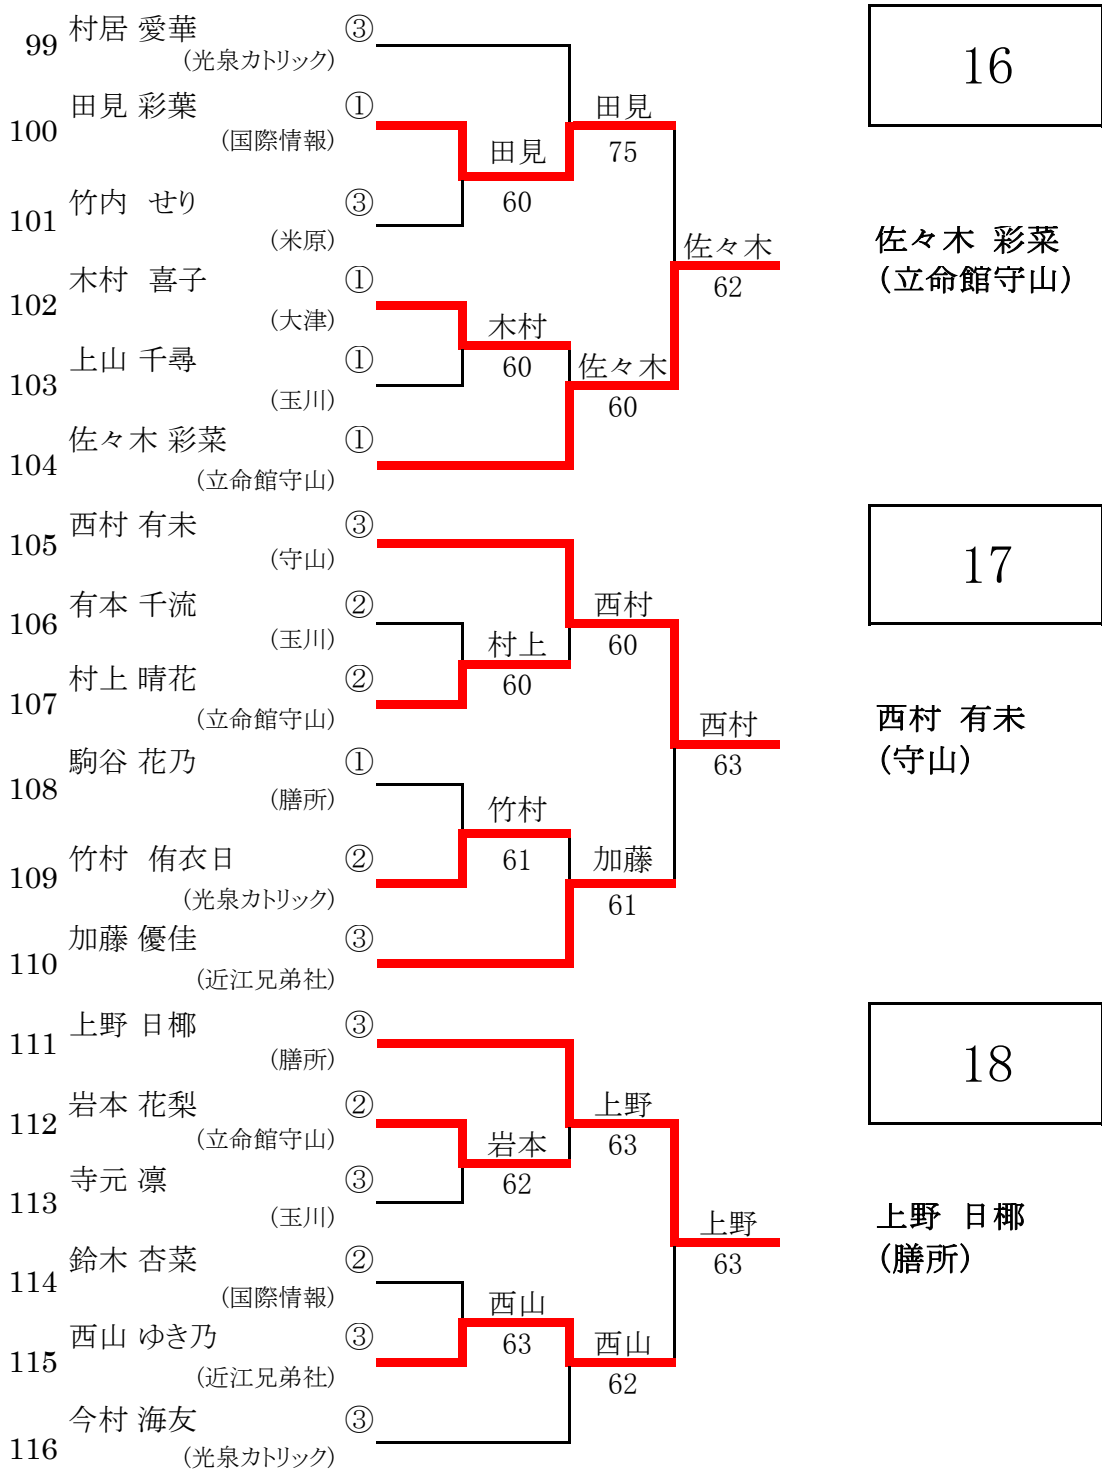 99 村居 愛華 ③
(光泉カトリック)
100 田見 彩葉 ①
(国際情報)
101 竹内 せり ③
(米原)
102 木村 喜子 ①
(大津)
103 上山 千尋 ①
(玉川)
104 佐々木 彩菜 ①
(立命館守山)
田見
60
田見
75
木村
60
佐々木
60
佐々木
62
16
佐々木 彩菜
(立命館守山)
105 西村 有未 ③
(守山)
106 有本 千流 ②
(玉川)
107 村上 晴花 ②
(立命館守山)
108 駒谷 花乃 ①
(膳所)
109 竹村 侑衣日 ②
(光泉カトリック)
110 加藤 優佳 ③
(近江兄弟社)
村上
60
西村
60
竹村
61
加藤
61
西村
63
17
西村 有未
(守山)
111 上野 日椰 ③
(膳所)
112 岩本 花梨 ②
(立命館守山)
113 寺元 凛 ③
(玉川)
114 鈴木 杏菜 ②
(国際情報)
115 西山 ゆき乃 ③
(近江兄弟社)
116 今村 海友 ③
(光泉カトリック)
岩本
62
上野
63
西山
63
西山
62
上野
63
18
上野 日椰
(膳所)